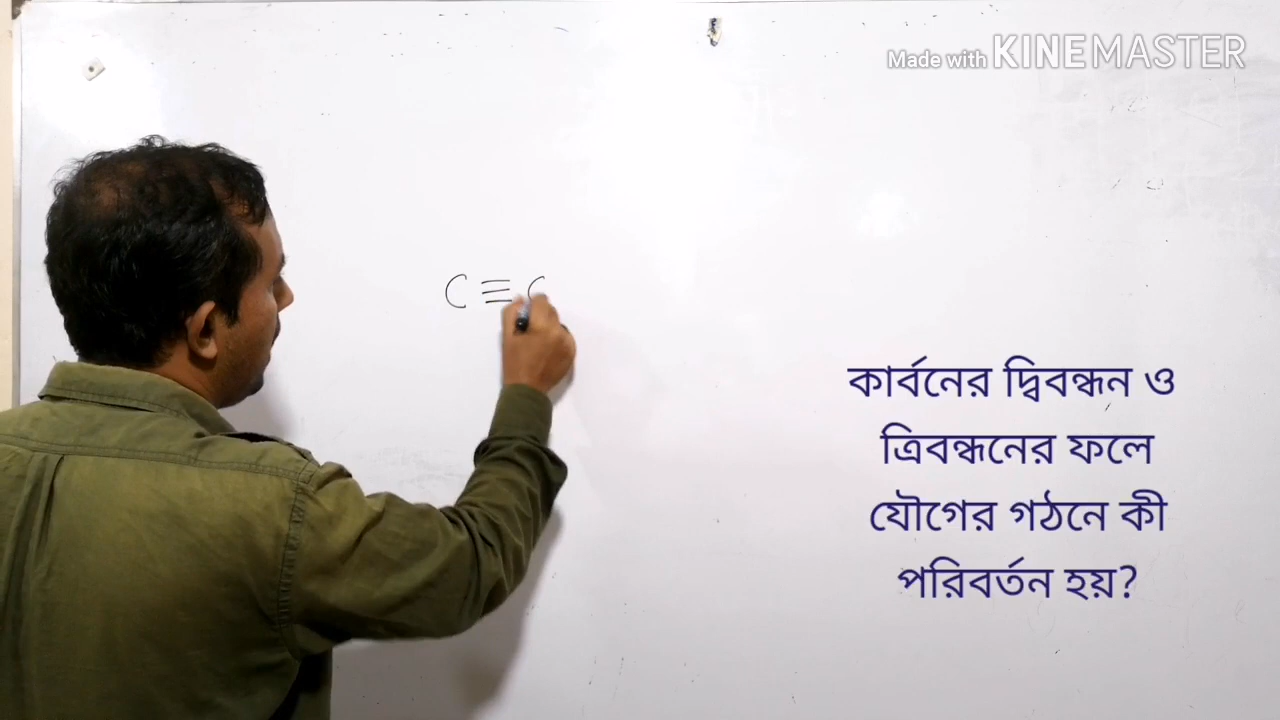 Made with KINEMASTER
C ≡ C
কার্বনের দ্বিবন্ধন ও
ত্রিবন্ধনের ফলে
যৌগের গঠনে কী
পরিবর্তন হয়?